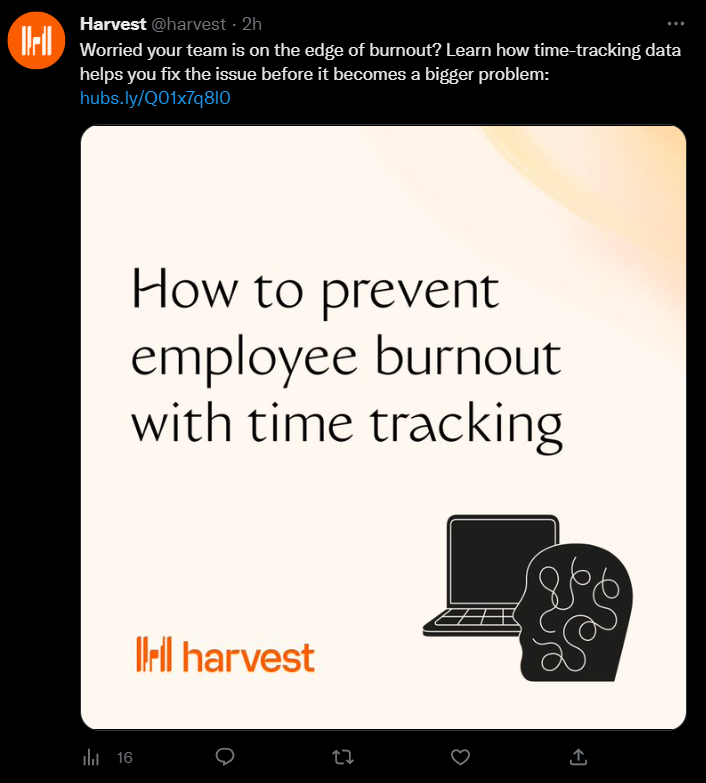 Harvest @harvest · 2h
Worried your team is on the edge of burnout? Learn how time-tracking data
helps you fix the issue before it becomes a bigger problem:
hubs.ly/Q01x7q8l0
How to prevent
employee burnout
with time tracking
harvest
16